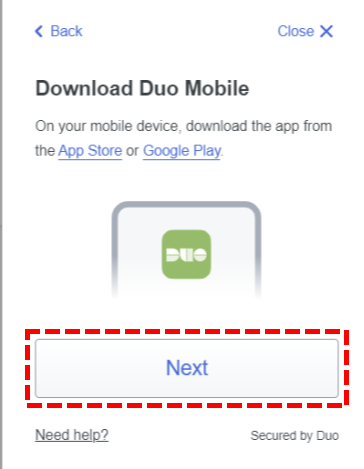 Back
Close
Download Duo Mobile
On your mobile device, download the app from
the App Store or Google Play.
DUO
Next
Need help?
Secured by Duo